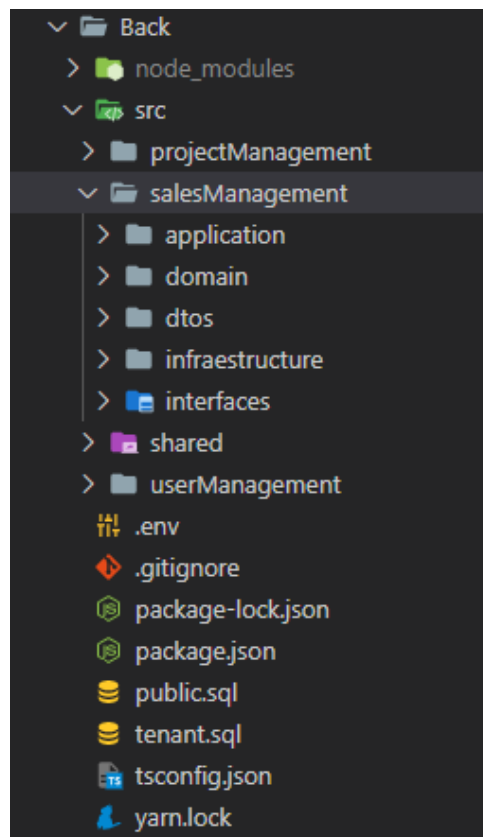 Back
node_modules
src
projectManagement
salesManagement
application
domain
dtos
infraestructure
interfaces
shared
userManagement
.env
.gitignore
package-lock.json
package.json
public.sql
tenant.sql
tsconfig.json
yarn.lock